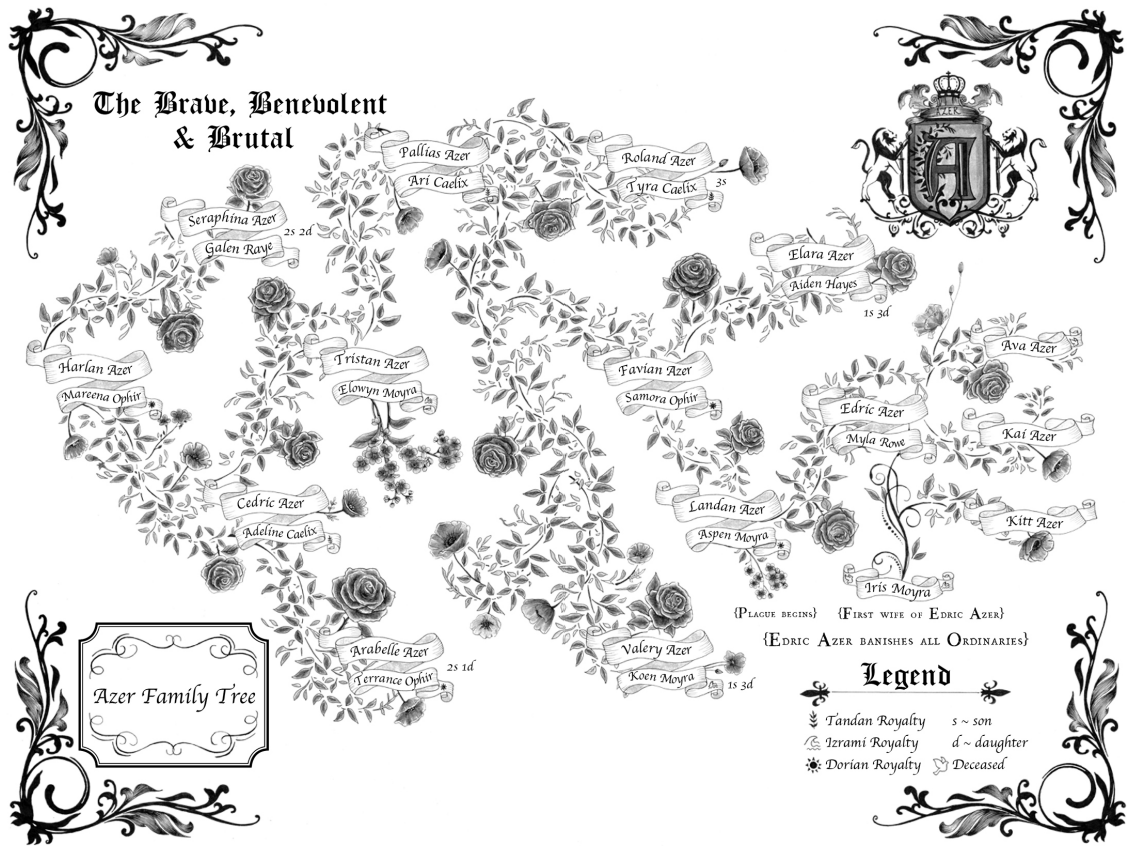 The Brave, Benevolent
& Brutal
AZER
A
Pallias Azer
Ari Caelix
Roland Azer
Tyra Caelix
3s
Seraphina Azer
Galen Raye
2s 2d
Elara Azer
Aiden Hayes
1s 3d
Harlan Azer
Mareena Ophir
Tristan Azer
Elowyn Moyra
Favian Azer
Samora Ophir
Ava Azer
Edric Azer
Myla Rowe
Kai Azer
Cedric Azer
Adeline Caelix
Landan Azer
Aspen Moyra
Kitt Azer
Iris Moyra
{Plague begins}
{First wife of Edric Azer}
{Edric Azer banishes all Ordinaries}
Arabelle Azer
Terrance Ophir
2s 1d
Valery Azer
Koen Moyra
1s 3d
Azer Family Tree
Legend
Tandan Royalty
s ~ son
Izrami Royalty
d ~ daughter
Dorian Royalty
Deceased